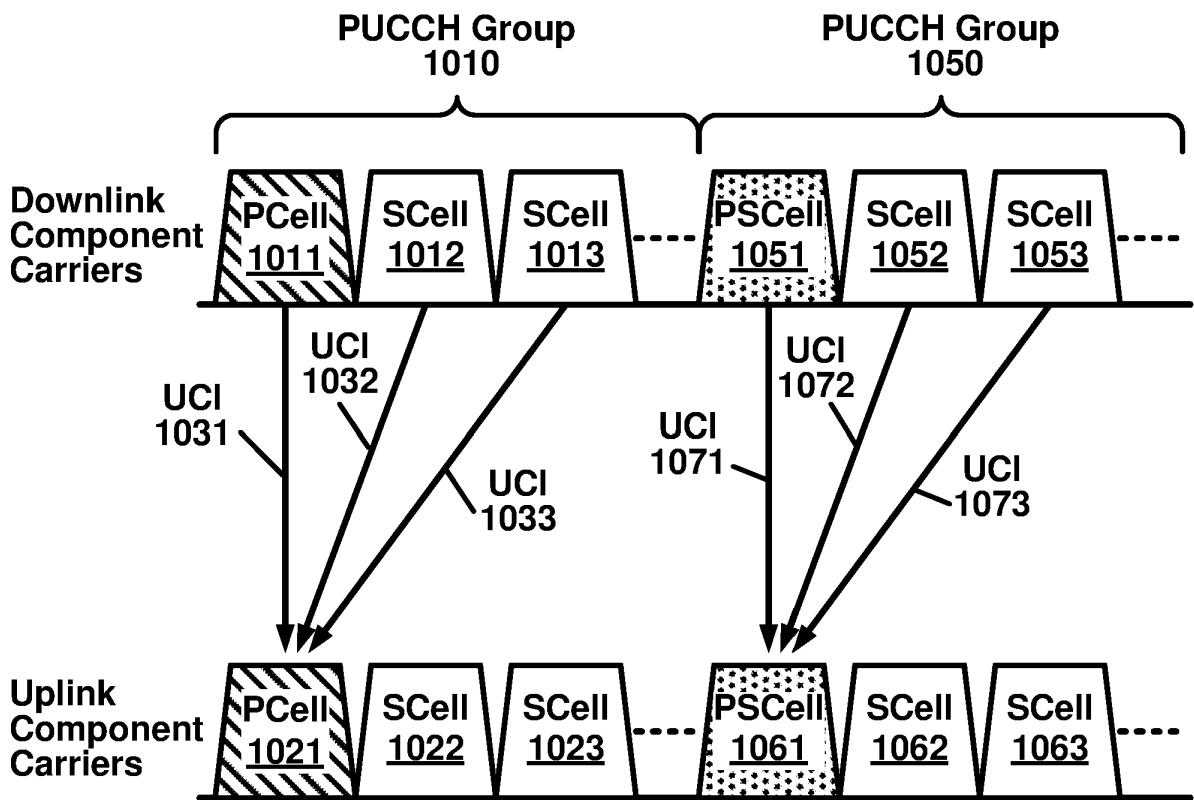 PUCCH Group
1010
PUCCH Group
1050
Downlink
Component
Carriers
PCell
1011
SCell
1012
SCell
1013
PSCell
1051
SCell
1052
SCell
1053
UCI
1031
UCI
1032
UCI
1033
UCI
1071
UCI
1072
UCI
1073
Uplink
Component
Carriers
PCell
1021
SCell
1022
SCell
1023
PSCell
1061
SCell
1062
SCell
1063